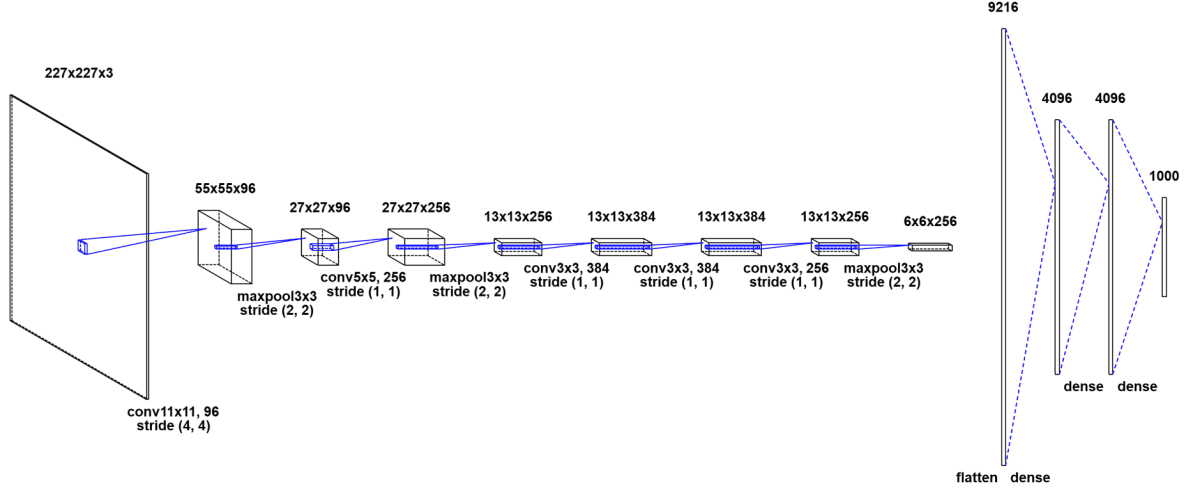 9216
227x227x3
4096
4096
1000
55x55x96
27x27x96
27x27x256
13x13x256
13x13x384
13x13x384
13x13x256
6x6x256
maxpool3x3
stride (2, 2)
conv5x5, 256
stride (1, 1)
maxpool3x3
stride (2, 2)
conv3x3, 384
stride (1, 1)
conv3x3, 384
stride (1, 1)
conv3x3, 256
stride (1, 1)
maxpool3x3
stride (2, 2)
conv11x11, 96
stride (4, 4)
dense
dense
flatten
dense